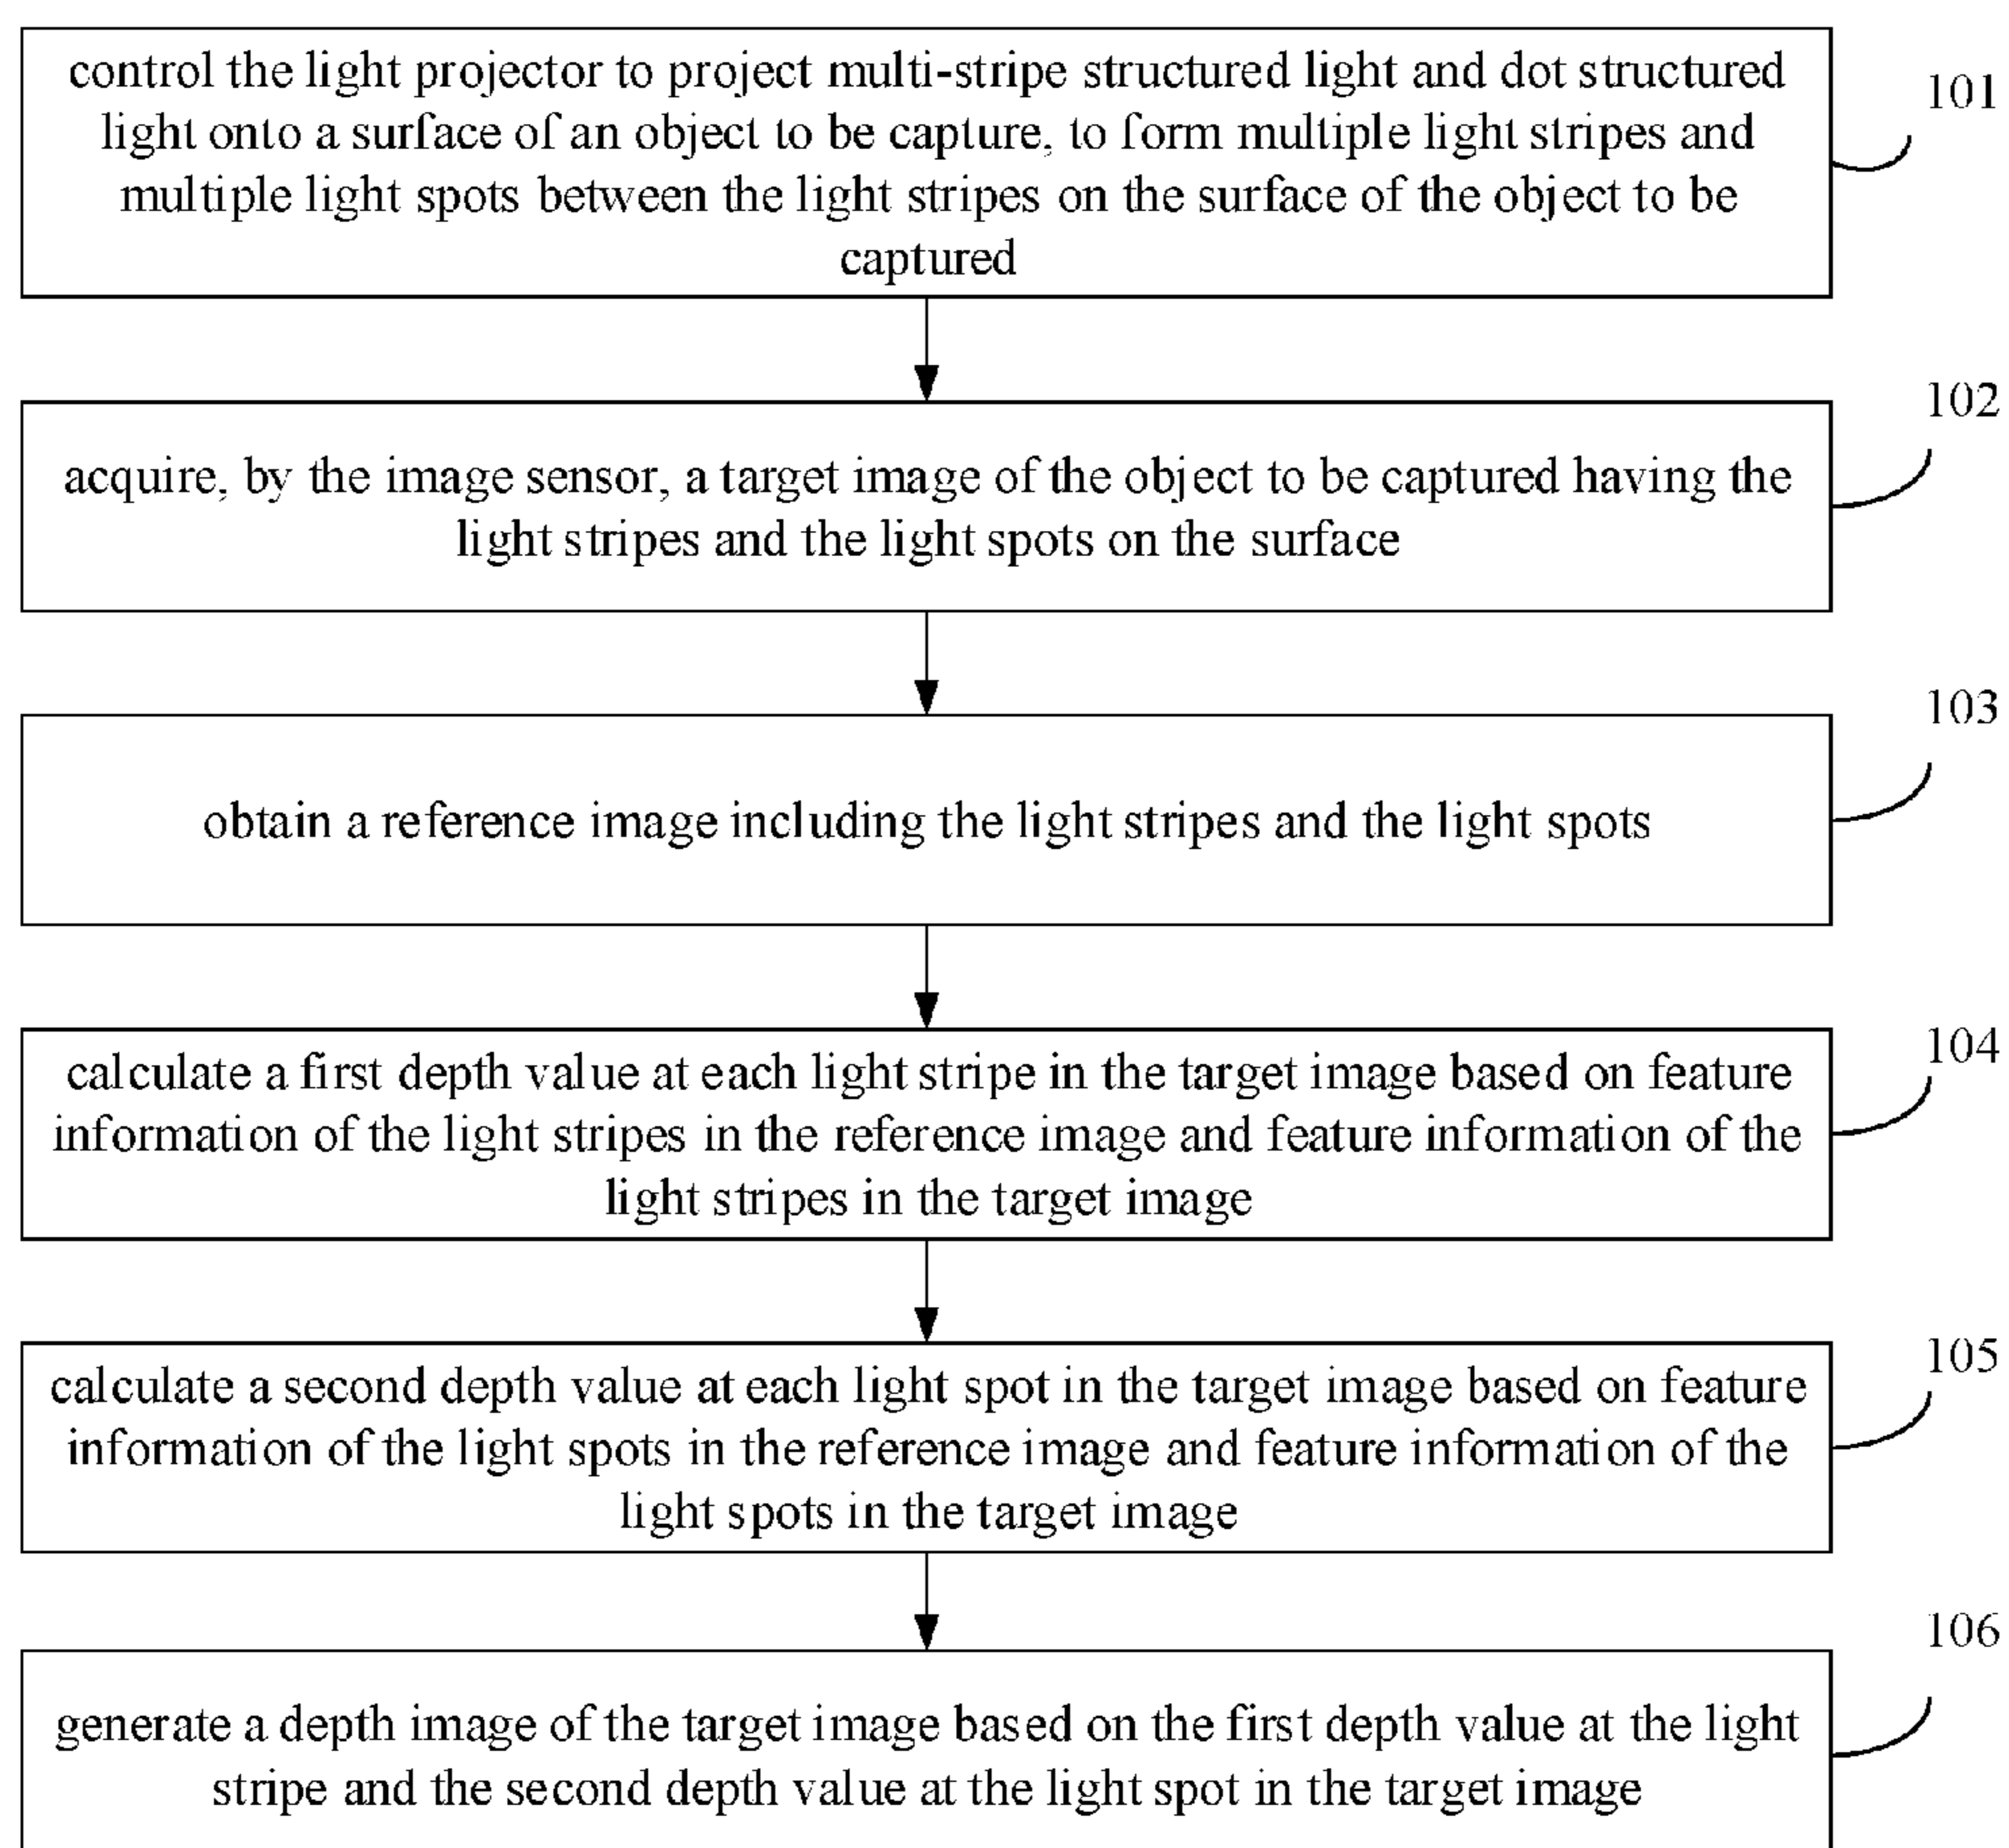 control the light projector to project multi-stripe structured light and dot structured
light onto a surface of an object to be capture, to form multiple light stripes and
multiple light spots between the light stripes on the surface of the object to be
captured
101
102
acquire, by the image sensor, a target image of the object to be captured having the
light stripes and the light spots on the surface
103
obtain a reference image including the light stripes and the light spots
104
calculate a first depth value at each light stripe in the target image based on feature
information of the light stripes in the reference image and feature information of the
light stripes in the target image
105
calculate a second depth value at each light spot in the target image based on feature
information of the light spots in the reference image and feature information of the
light spots in the target image
106
generate a depth image of the target image based on the first depth value at the light
stripe and the second depth value at the light spot in the target image